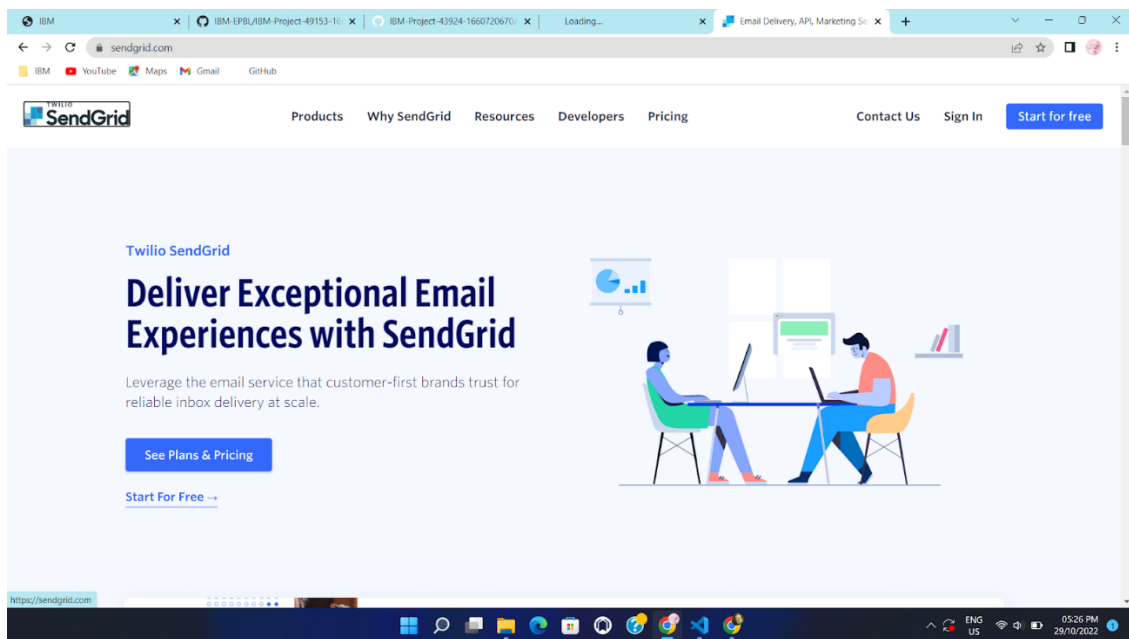 IBM
IBM-EPBL/IBM-Project-49153-16
IBM-Project-43924-1660720670/
Loading...
Email Delivery, API, Marketing Se
sendgrid.com
IBM
YouTube
Maps
Gmail
GitHub
TWILIO
SendGrid
Products
Why SendGrid
Resources
Developers
Pricing
Contact Us
Sign In
Start for free
Twilio SendGrid
Deliver Exceptional Email
Experiences with SendGrid
Leverage the email service that customer-first brands trust for
reliable inbox delivery at scale.
See Plans & Pricing
Start For Free →
https://sendgrid.com
ENG
US
05:26 PM
29/10/2022
1